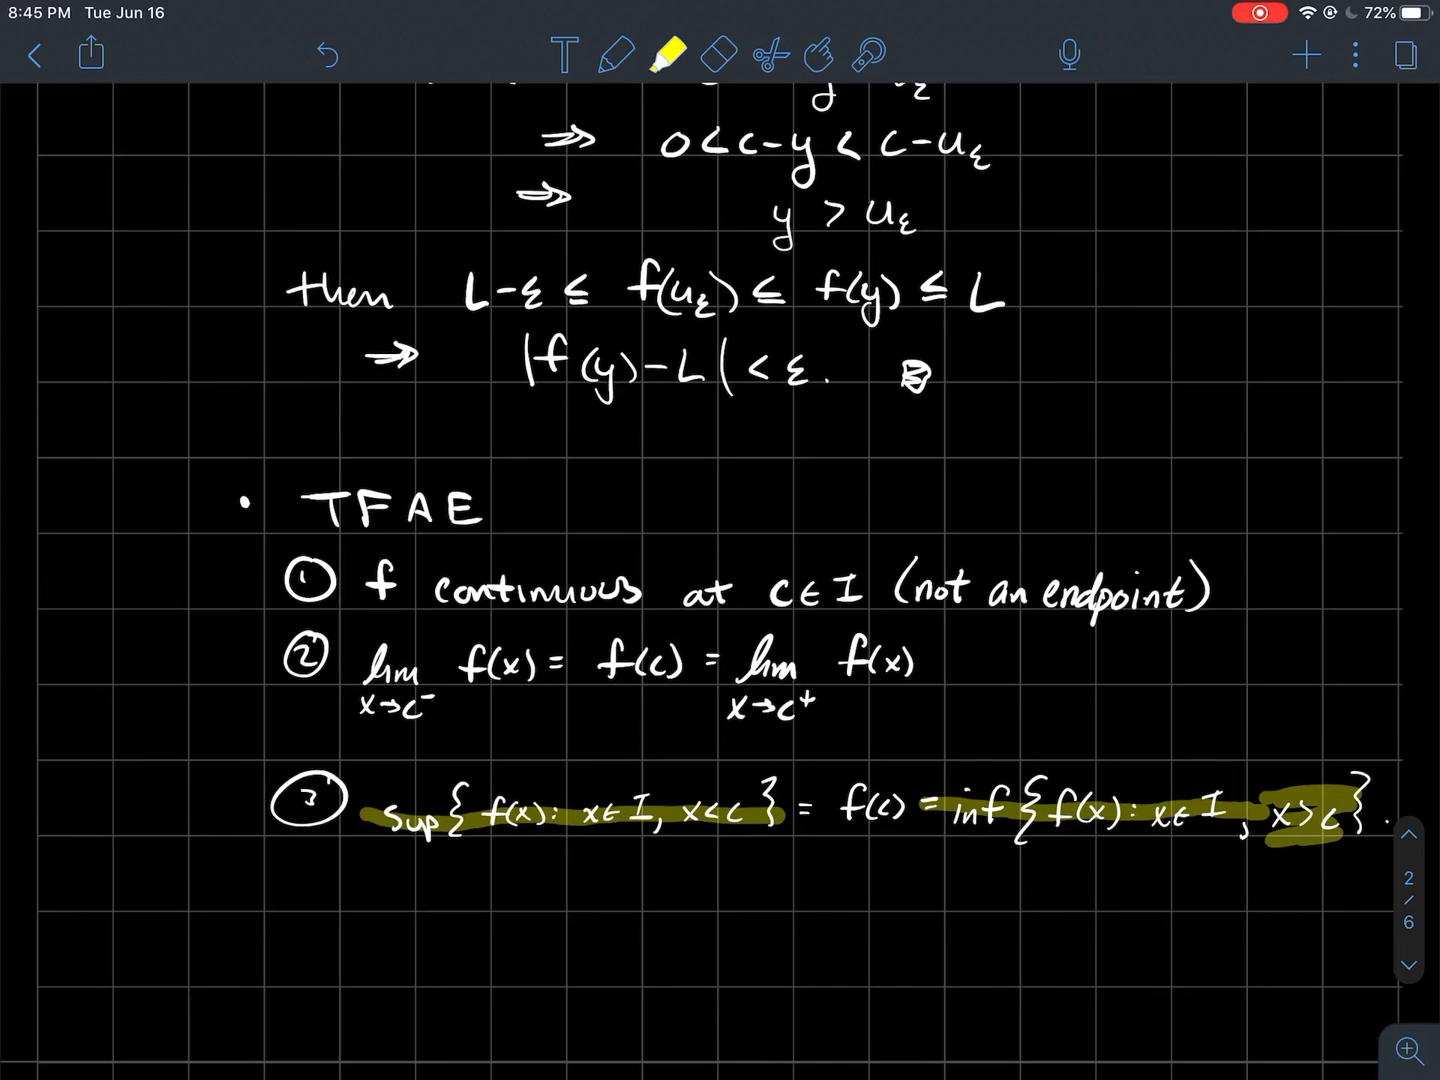 8:45 PM Tue Jun 16
72%
⇒ 0 < c - y < c - u_ε
⇒ y > u_ε
then L - ε ≤ f(u_ε) ≤ f(y) ≤ L
⇒ |f(y) - L| < ε.
• TFAE
① f continuous at c ∈ I (not an endpoint)
② lim_{x→c⁻} f(x) = f(c) = lim_{x→c⁺} f(x)
③ sup{ f(x): x ∈ I, x < c } = f(c) = inf{ f(x): x ∈ I, x > c }.
2
/
6